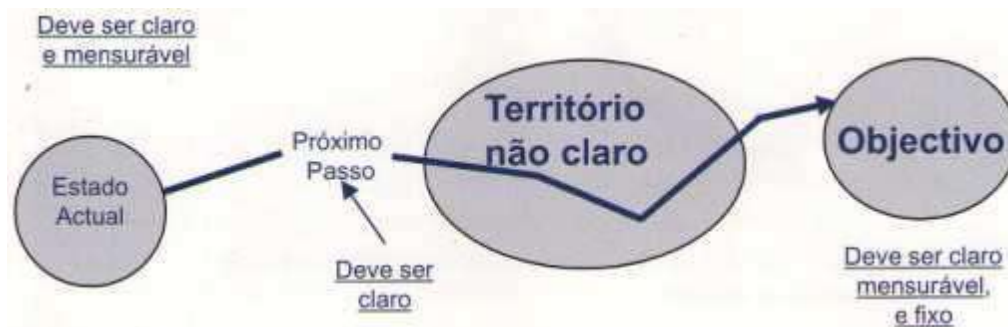 Deve ser claro
e mensurável
Estado
Actual
Próximo
Passo
Deve ser
claro
Território
não claro
Objectivo
Deve ser claro
mensurável,
e fixo